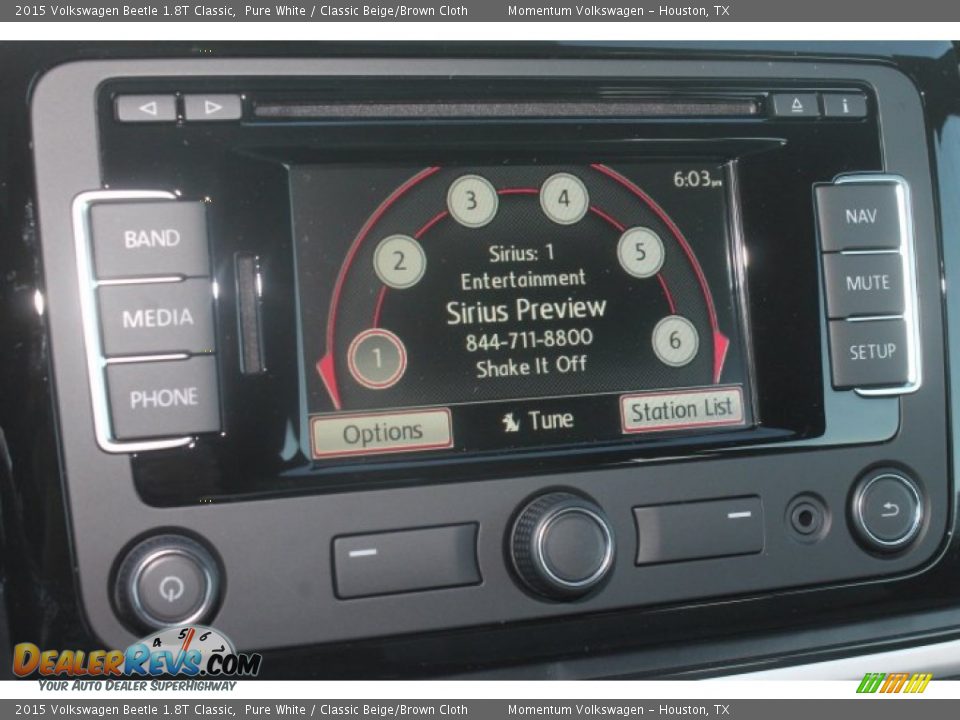 2015 Volkswagen Beetle 1.8T Classic, Pure White / Classic Beige/Brown Cloth Momentum Volkswagen - Houston, TX
6:03pm
3
4
2
5
1
6
Sirius: 1
Entertainment
Sirius Preview
844-711-8800
Shake It Off
Options
Tune
Station List
BAND
MEDIA
PHONE
i
NAV
MUTE
SETUP
4 5 6
DealerRevs.com
Your Auto Dealer SuperHighway
2015 Volkswagen Beetle 1.8T Classic, Pure White / Classic Beige/Brown Cloth Momentum Volkswagen - Houston, TX